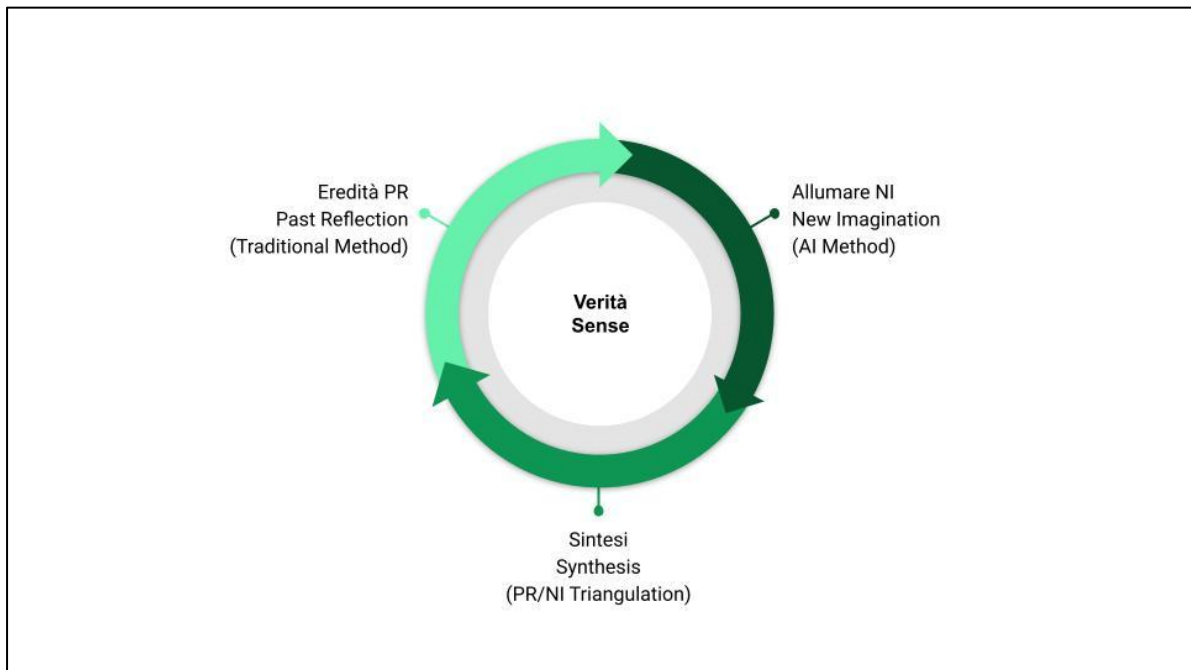 Eredità PR
Past Reflection
(Traditional Method)
Allumare NI
New Imagination
(AI Method)
Verità
Sense
Sintesi
Synthesis
(PR/NI Triangulation)